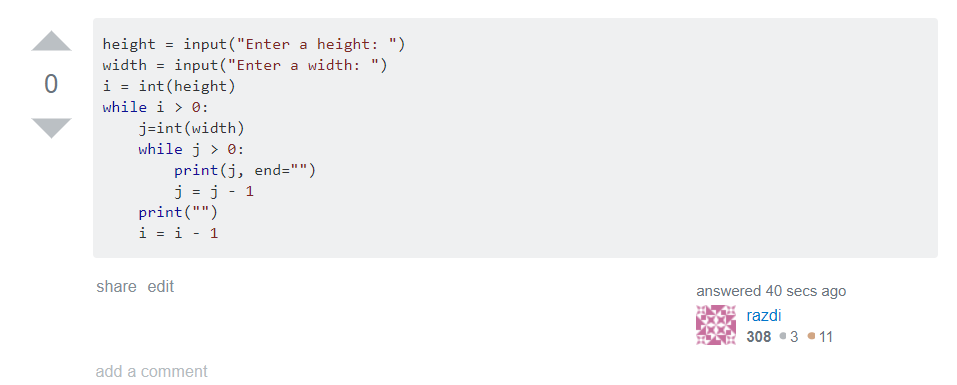 0
height = input("Enter a height: ")
width = input("Enter a width: ")
i = int(height)
while i > 0:
    j=int(width)
    while j > 0:
        print(j, end="")
        j = j - 1
    print("")
    i = i - 1
share edit
answered 40 secs ago
razdi
308 3 11
add a comment